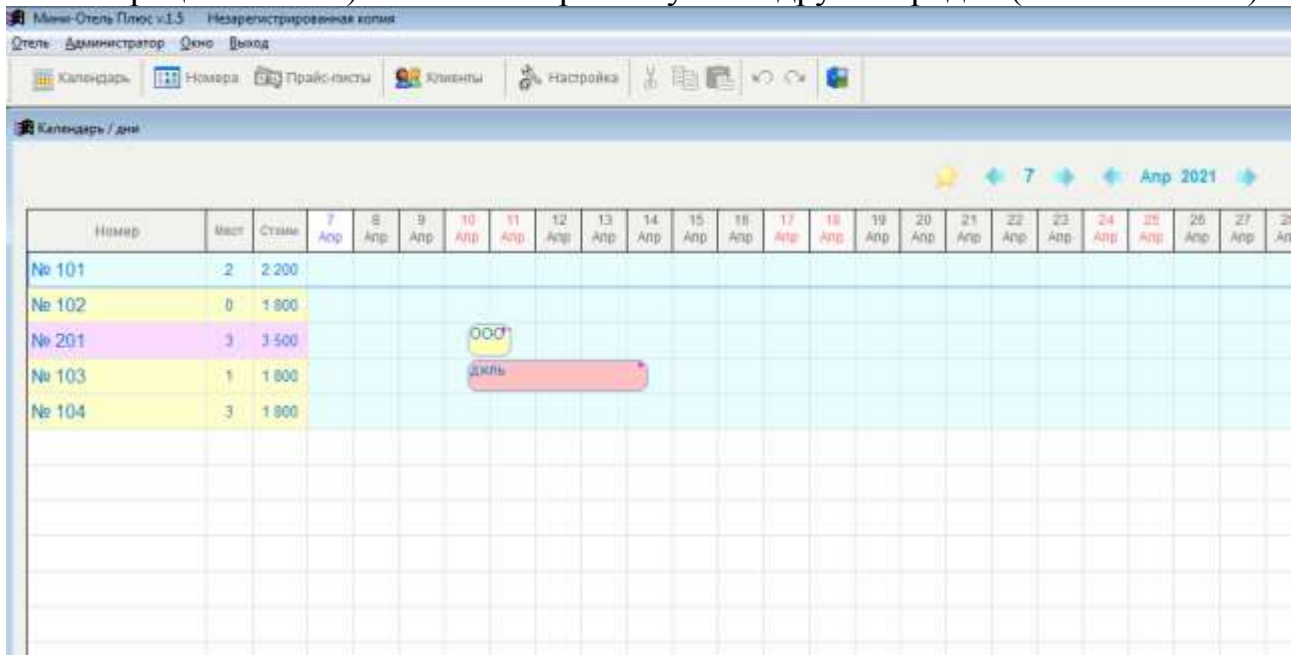 Мини-Отель Плюс v.1.5 Незарегистрированная копия
Отель Администратор Окно Выход
Календарь Номера Прайс-листы Клиенты Настройка
Календарь / дни
7 Апр 2021
Номер Мест Стоим 7 Апр 8 Апр 9 Апр 10 Апр 11 Апр 12 Апр 13 Апр 14 Апр 15 Апр 16 Апр 17 Апр 18 Апр 19 Апр 20 Апр 21 Апр 22 Апр 23 Апр 24 Апр 25 Апр 26 Апр 27 Апр
№ 101 2 2 200
№ 102 0 1 800
№ 201 3 3 500 ООО
№ 103 1 1 800
№ 104 3 1 800